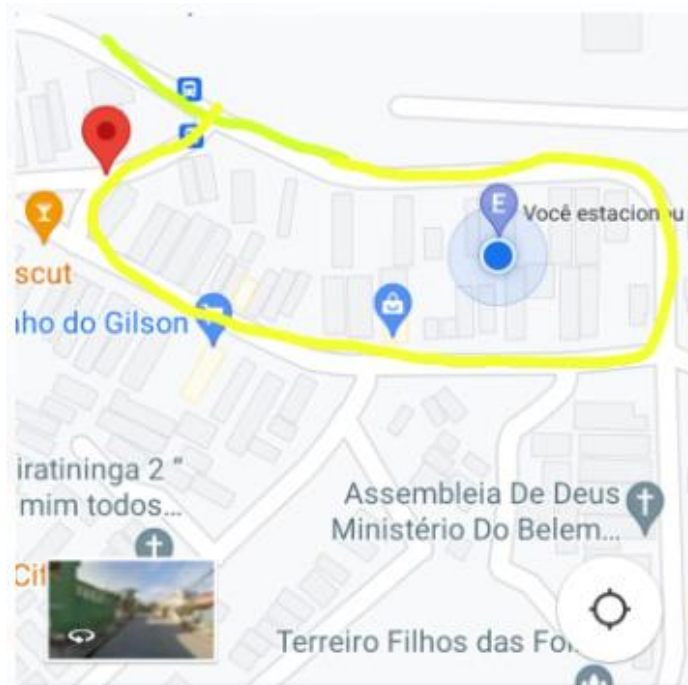 E
Você estacionou
scut
nho do Gilson
iratininga 2 "
mim todos...
Assembleia De Deus
Ministério Do Belem...
Cit
Terreiro Filhos das Fo